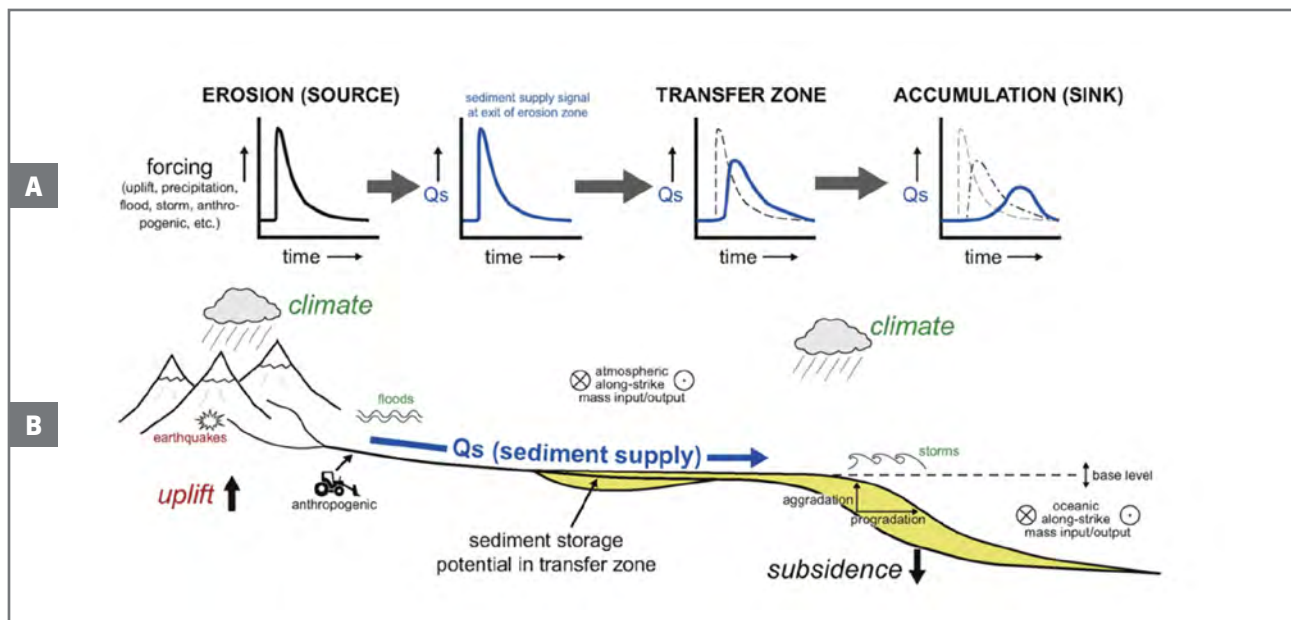 A
EROSION (SOURCE)
forcing
(uplift, precipitation,
flood, storm, anthro-
pogenic, etc.)
time
sediment supply signal
at exit of erosion zone
Qs
time
TRANSFER ZONE
Qs
time
ACCUMULATION (SINK)
Qs
time
B
climate
climate
earthquakes
uplift
floods
anthropogenic
atmospheric
along-strike
mass input/output
Qs (sediment supply)
sediment storage
potential in transfer zone
storms
base level
aggradation
progradation
oceanic
along-strike
mass input/output
subsidence